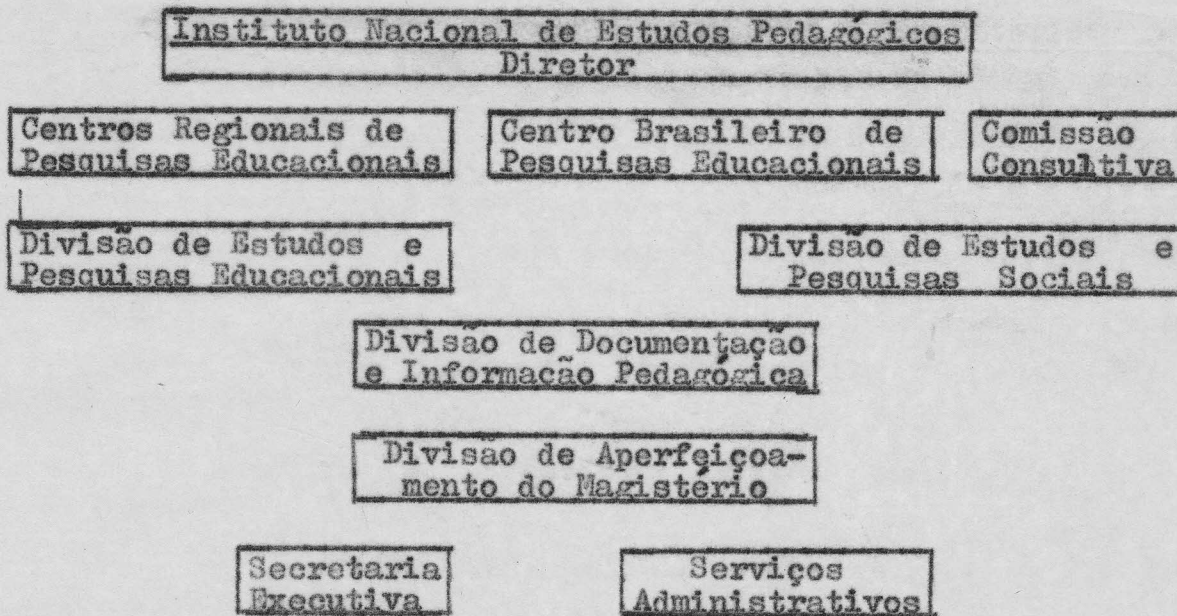 Instituto Nacional de Estudos Pedagógicos
Diretor
Centros Regionais de
Pesquisas Educacionais
Centro Brasileiro de
Pesquisas Educacionais
Comissão
Consultiva
Divisão de Estudos e
Pesquisas Educacionais
Divisão de Estudos e
Pesquisas Sociais
Divisão de Documentação
e Informação Pedagógica
Divisão de Aperfeiçoa-
mento do Magistério
Secretaria
Executiva
Serviços
Administrativos